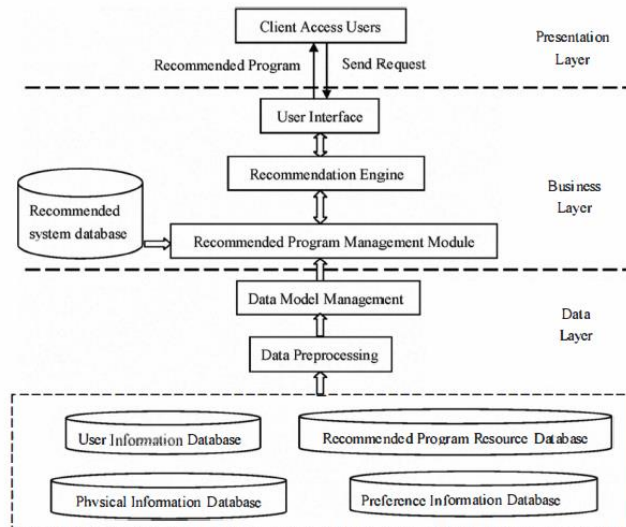 Client Access Users
Presentation
Layer
Recommended Program
Send Request
User Interface
Recommendation Engine
Business
Layer
Recommended
system database
Recommended Program Management Module
Data Model Management
Data
Layer
Data Preprocessing
User Information Database
Recommended Program Resource Database
Physical Information Database
Preference Information Database